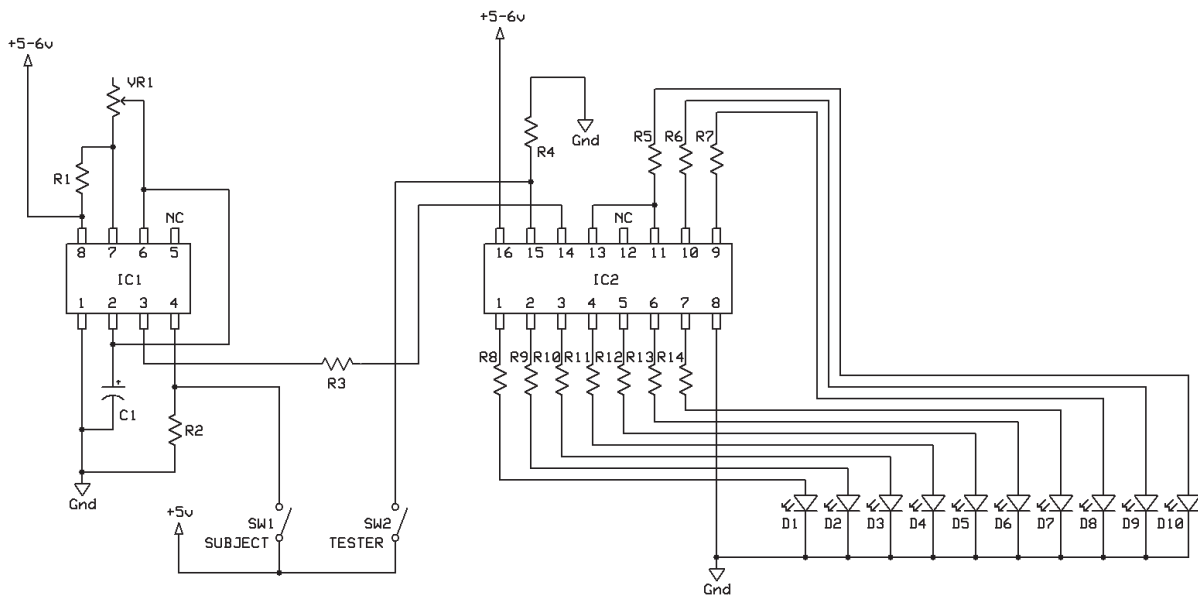 +5-6v
+5-6v
VR1
Gnd
R4
R5
R6
R7
R1
NC
NC
8 7 6 5
16 15 14 13 12 11 10 9
IC1
IC2
1 2 3 4
1 2 3 4 5 6 7 8
R8 R9 R10 R11 R12 R13 R14
R3
+
C1
R2
Gnd
+5v
SW1
SUBJECT
SW2
TESTER
D1 D2 D3 D4 D5 D6 D7 D8 D9 D10
Gnd